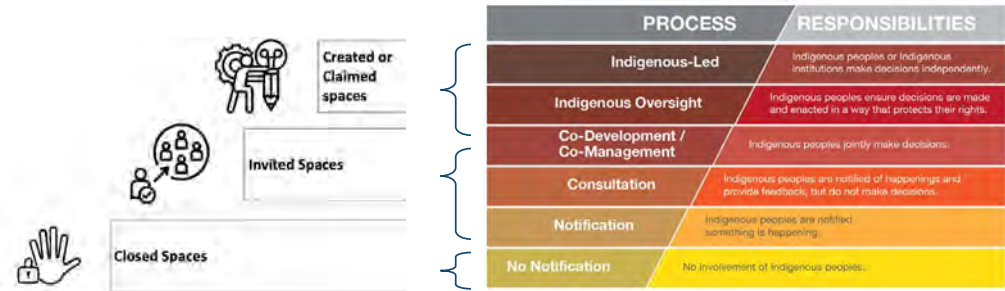 Created or
Claimed
spaces
Invited Spaces
Closed Spaces
PROCESS RESPONSIBILITIES
Indigenous-Led
Indigenous peoples or Indigenous
institutions make decisions independently.
Indigenous Oversight
Indigenous peoples ensure decisions are made
and enacted in a way that protects their rights.
Co-Development /
Co-Management
Indigenous peoples jointly make decisions.
Consultation
Indigenous peoples are notified of happenings and
provide feedback, but do not make decisions.
Notification
Indigenous peoples are notified
something is happening.
No Notification
No involvement of Indigenous peoples.